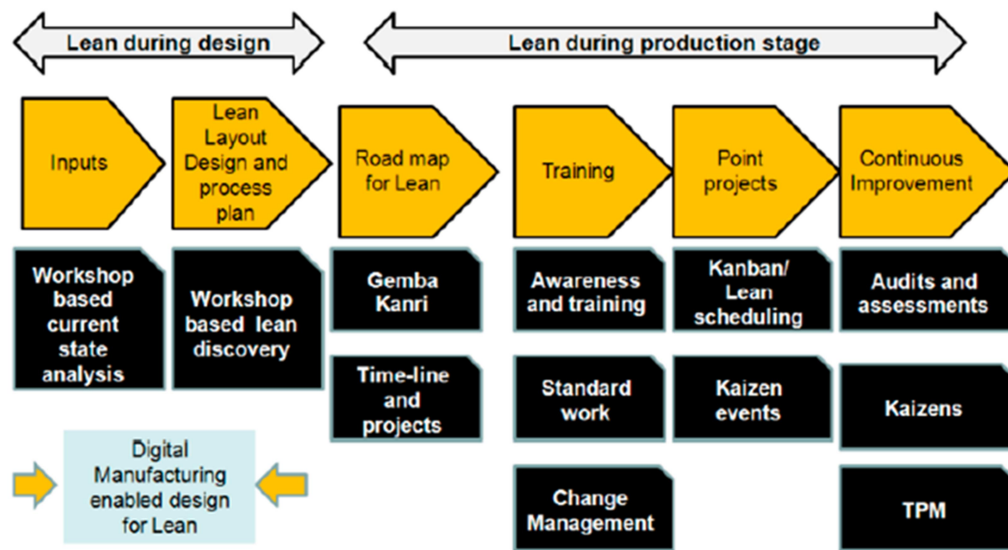 Lean during design
Lean during production stage
Inputs
Lean
Layout
Design and
process
plan
Road map
for Lean
Training
Point
projects
Continuous
Improvement
Workshop
based
current
state
analysis
Workshop
based lean
discovery
Gemba
Kanri
Time-line
and
projects
Awareness
and training
Standard
work
Change
Management
Kanban/
Lean
scheduling
Kaizen
events
Audits and
assessments
Kaizens
TPM
Digital
Manufacturing
enabled design
for Lean